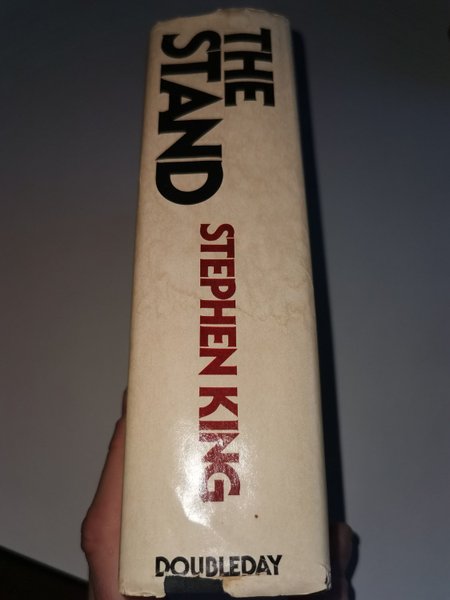 THE
STAND
STEPHEN KING
DOUBLEDAY